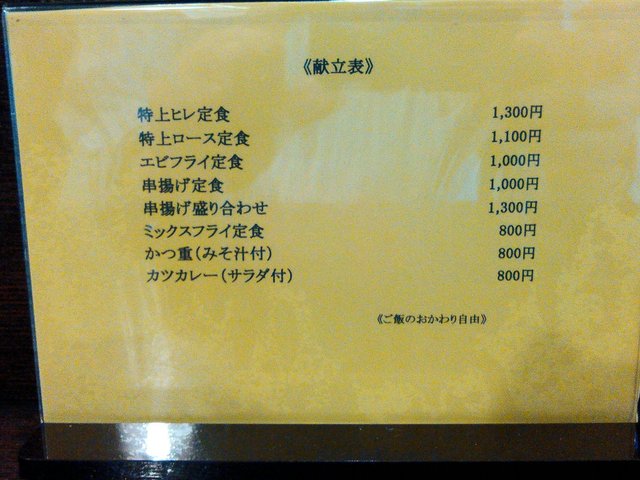 《献立表》
特上ヒレ定食 1,300円
特上ロース定食 1,100円
エビフライ定食 1,000円
串揚げ定食 1,000円
串揚げ盛り合わせ 1,300円
ミックスフライ定食 800円
かつ重(みそ汁付) 800円
カツカレー(サラダ付) 800円
《ご飯のおかわり自由》